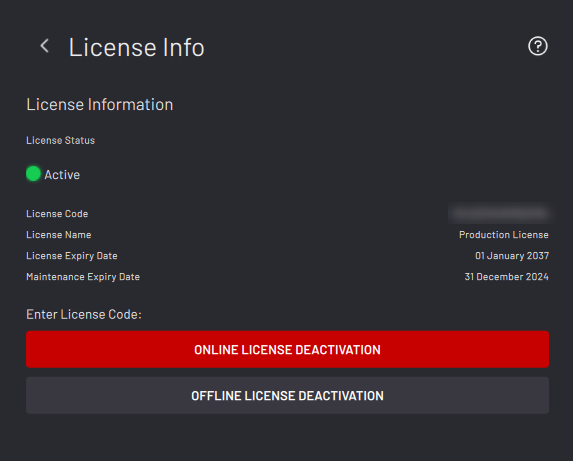 License Info
License Information
License Status
Active
License Code
License Name Production License
License Expiry Date 01 January 2037
Maintenance Expiry Date 31 December 2024
Enter License Code:
ONLINE LICENSE DEACTIVATION
OFFLINE LICENSE DEACTIVATION